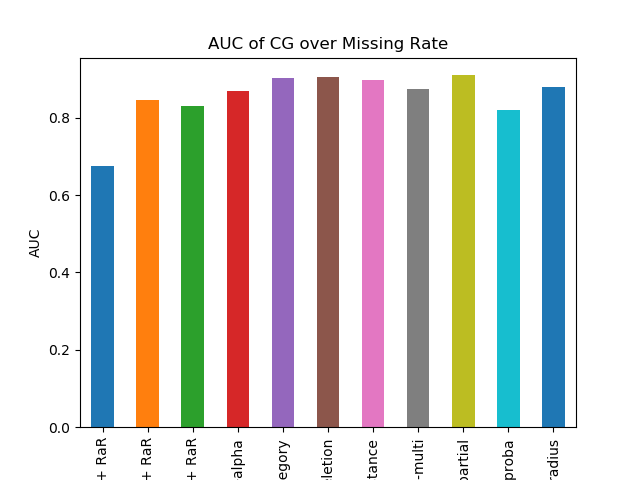 AUC of CG over Missing Rate
AUC
0.8
0.6
0.4
0.2
0.0
+ RaR
+ RaR
+ RaR
alpha
egory
letion
tance
-multi
partial
proba
radius